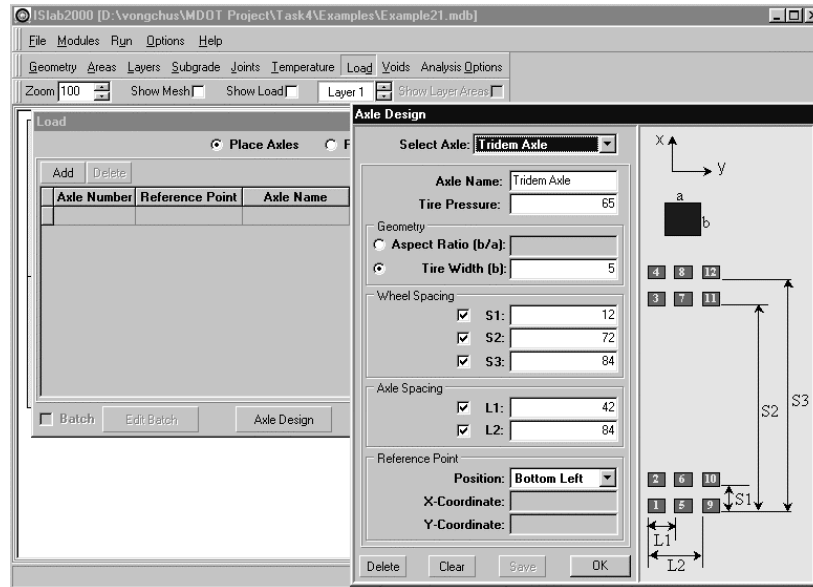 ISlab2000 [D:\vongchus\MDOT Project\Task4\Examples\Example21.mdb]
File Modules Run Options Help
Geometry Areas Layers Subgrade Joints Temperature Load Voids Analysis Options
Zoom 100 Show Mesh Show Load Layer 1 Show Layer Areas
Load
Place Axles
Add Delete
Axle Number Reference Point Axle Name
Batch Edit Batch Axle Design
Axle Design
Select Axle: Tridem Axle
Axle Name: Tridem Axle
Tire Pressure: 65
Geometry
Aspect Ratio (b/a):
Tire Width (b): 5
Wheel Spacing
S1: 12
S2: 72
S3: 84
Axle Spacing
L1: 42
L2: 84
Reference Point
Position: Bottom Left
X-Coordinate:
Y-Coordinate:
Delete Clear Save OK
x
y
a
b
4 8 12
3 7 11
S2
S3
2 6 10
S1
1 5 9
L1
L2